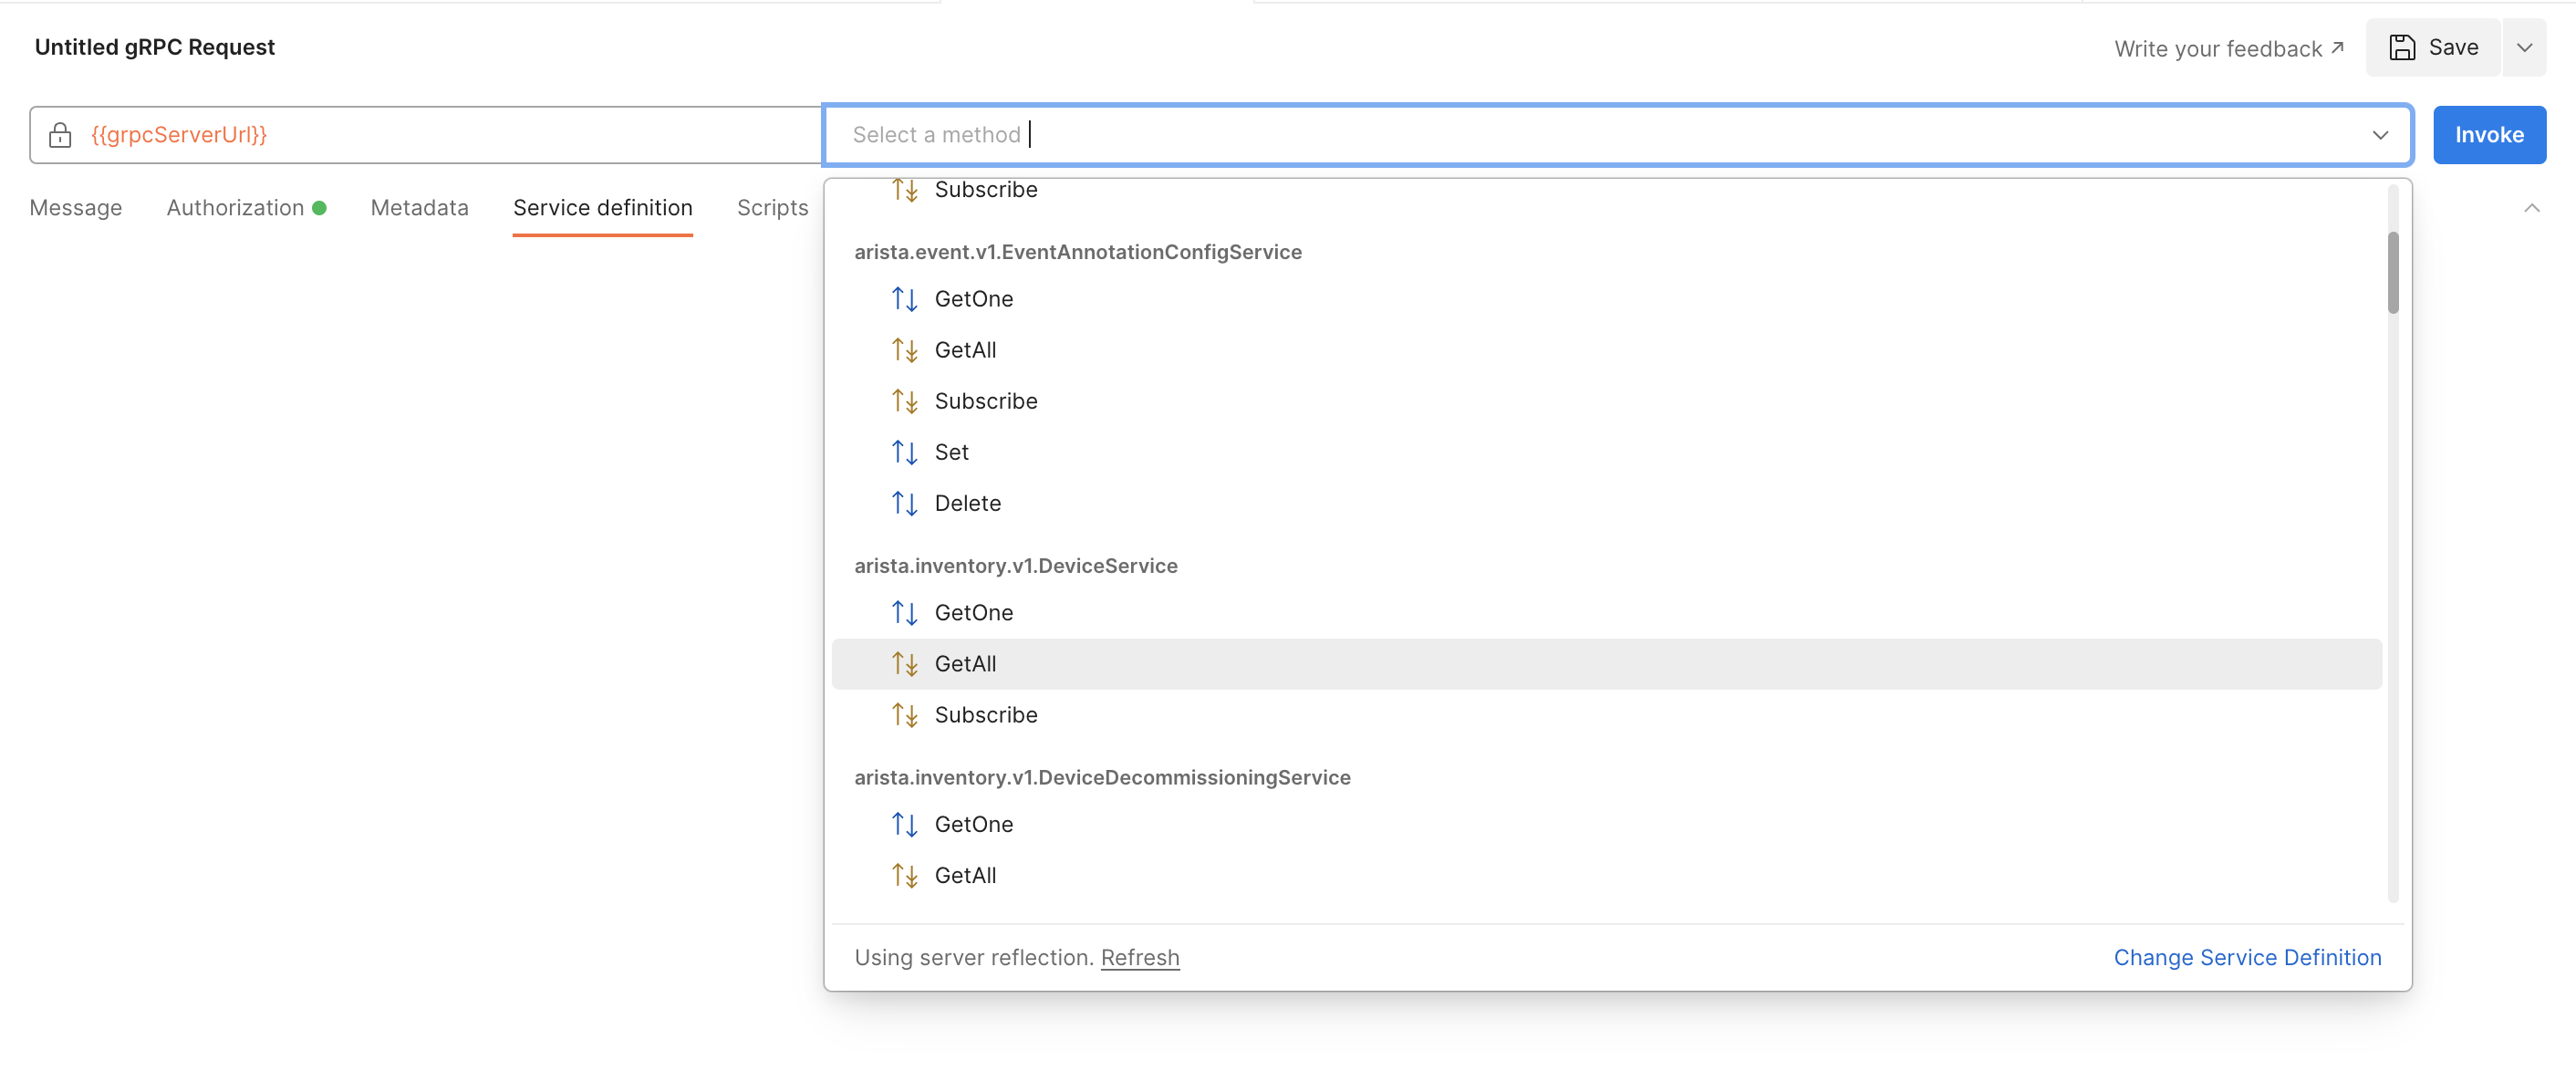 Untitled gRPC Request
Write your feedback ↗
Save
{{grpcServerUrl}}
Select a method
Invoke
Message
Authorization
Metadata
Service definition
Scripts
Subscribe
arista.event.v1.EventAnnotationConfigService
GetOne
GetAll
Subscribe
Set
Delete
arista.inventory.v1.DeviceService
GetOne
GetAll
Subscribe
arista.inventory.v1.DeviceDecommissioningService
GetOne
GetAll
Using server reflection. Refresh
Change Service Definition